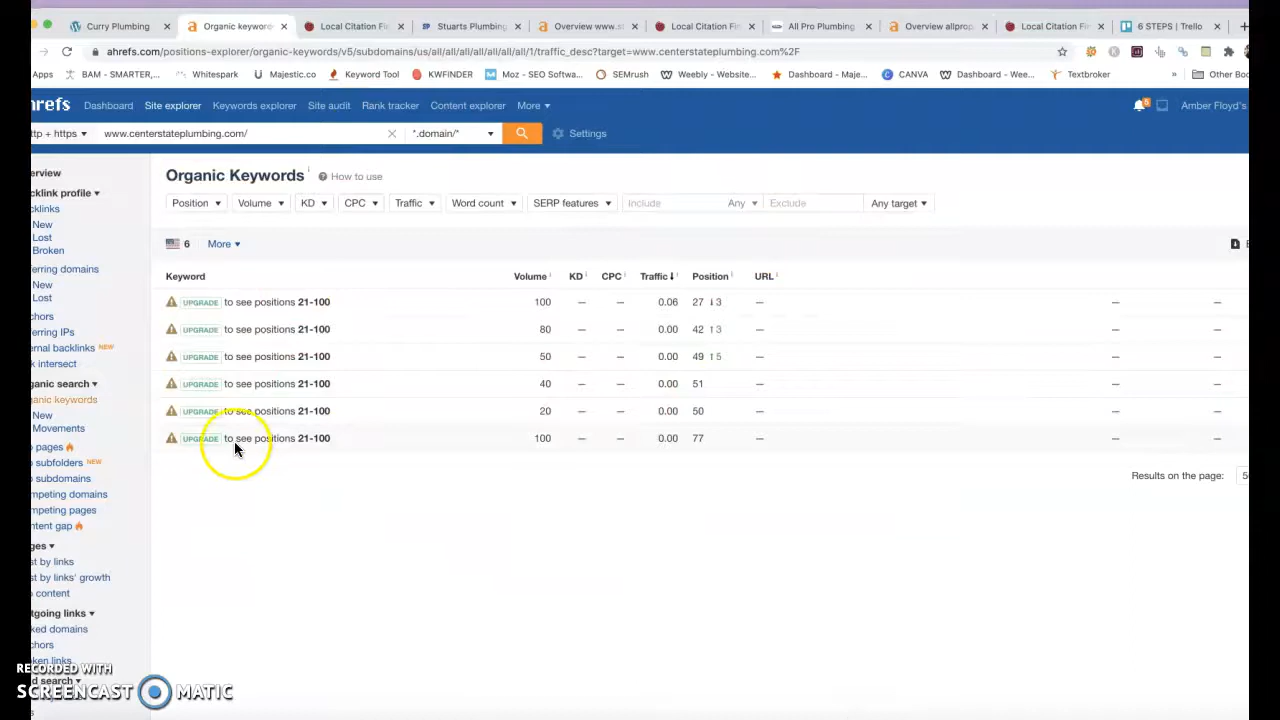 Curry Plumbing
Organic keywords
Local Citation Fi
Stuarts Plumbing
Overview www.s
Local Citation Fi
All Pro Plumbing
Overview allprop
Local Citation Fi
6 STEPS | Trello
ahrefs.com/positions-explorer/organic-keywords/v5/subdomains/us/all/all/all/all/all/all/1/traffic_desc?target=www.centerstateplumbing.com%2F
Apps BAM - SMARTER,... Whitespark Majestic.co Keyword Tool KWFINDER Moz - SEO Softwa... SEMrush Weebly - Website... Dashboard - Maje... CANVA Dashboard - Wee... Textbroker » Other Boo
hrefs Dashboard Site explorer Keywords explorer Site audit Rank tracker Content explorer More Amber Floyd's
ttp + https www.centerstateplumbing.com/ *.domain/* Settings
erview
cklink profile
cklinks
New
Lost
Broken
ferring domains
New
Lost
chors
ferring IPs
ernal backlinks NEW
k intersect
ganic search
ganic keywords
New
Movements
p pages
p subfolders NEW
p subdomains
mpeting domains
mpeting pages
ntent gap
ges
st by links
st by links' growth
p content
tgoing links
ked domains
chors
oken links
d search
Organic Keywords How to use
Position Volume KD CPC Traffic Word count SERP features Include Any Exclude Any target
6 More
Keyword Volume KD CPC Traffic Position URL
UPGRADE to see positions 21-100 100 — — 0.06 27 ↓3 — — —
UPGRADE to see positions 21-100 80 — — 0.00 42 ↑3 — — —
UPGRADE to see positions 21-100 50 — — 0.00 49 ↑5 — — —
UPGRADE to see positions 21-100 40 — — 0.00 51 — — —
UPGRADE to see positions 21-100 20 — — 0.00 50 — — —
UPGRADE to see positions 21-100 100 — — 0.00 77 — — —
Results on the page: 5
RECORDED WITH
SCREENCAST MATIC